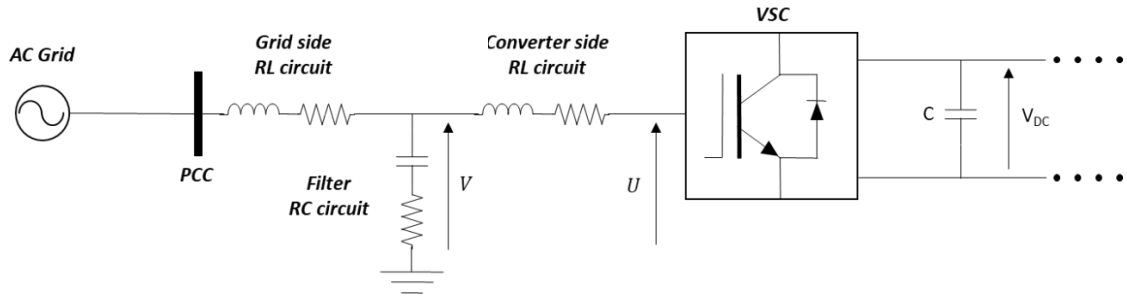 VSC
Grid side
RL circuit
Converter side
RL circuit
AC Grid
PCC
Filter
RC circuit
V
U
C
VDC